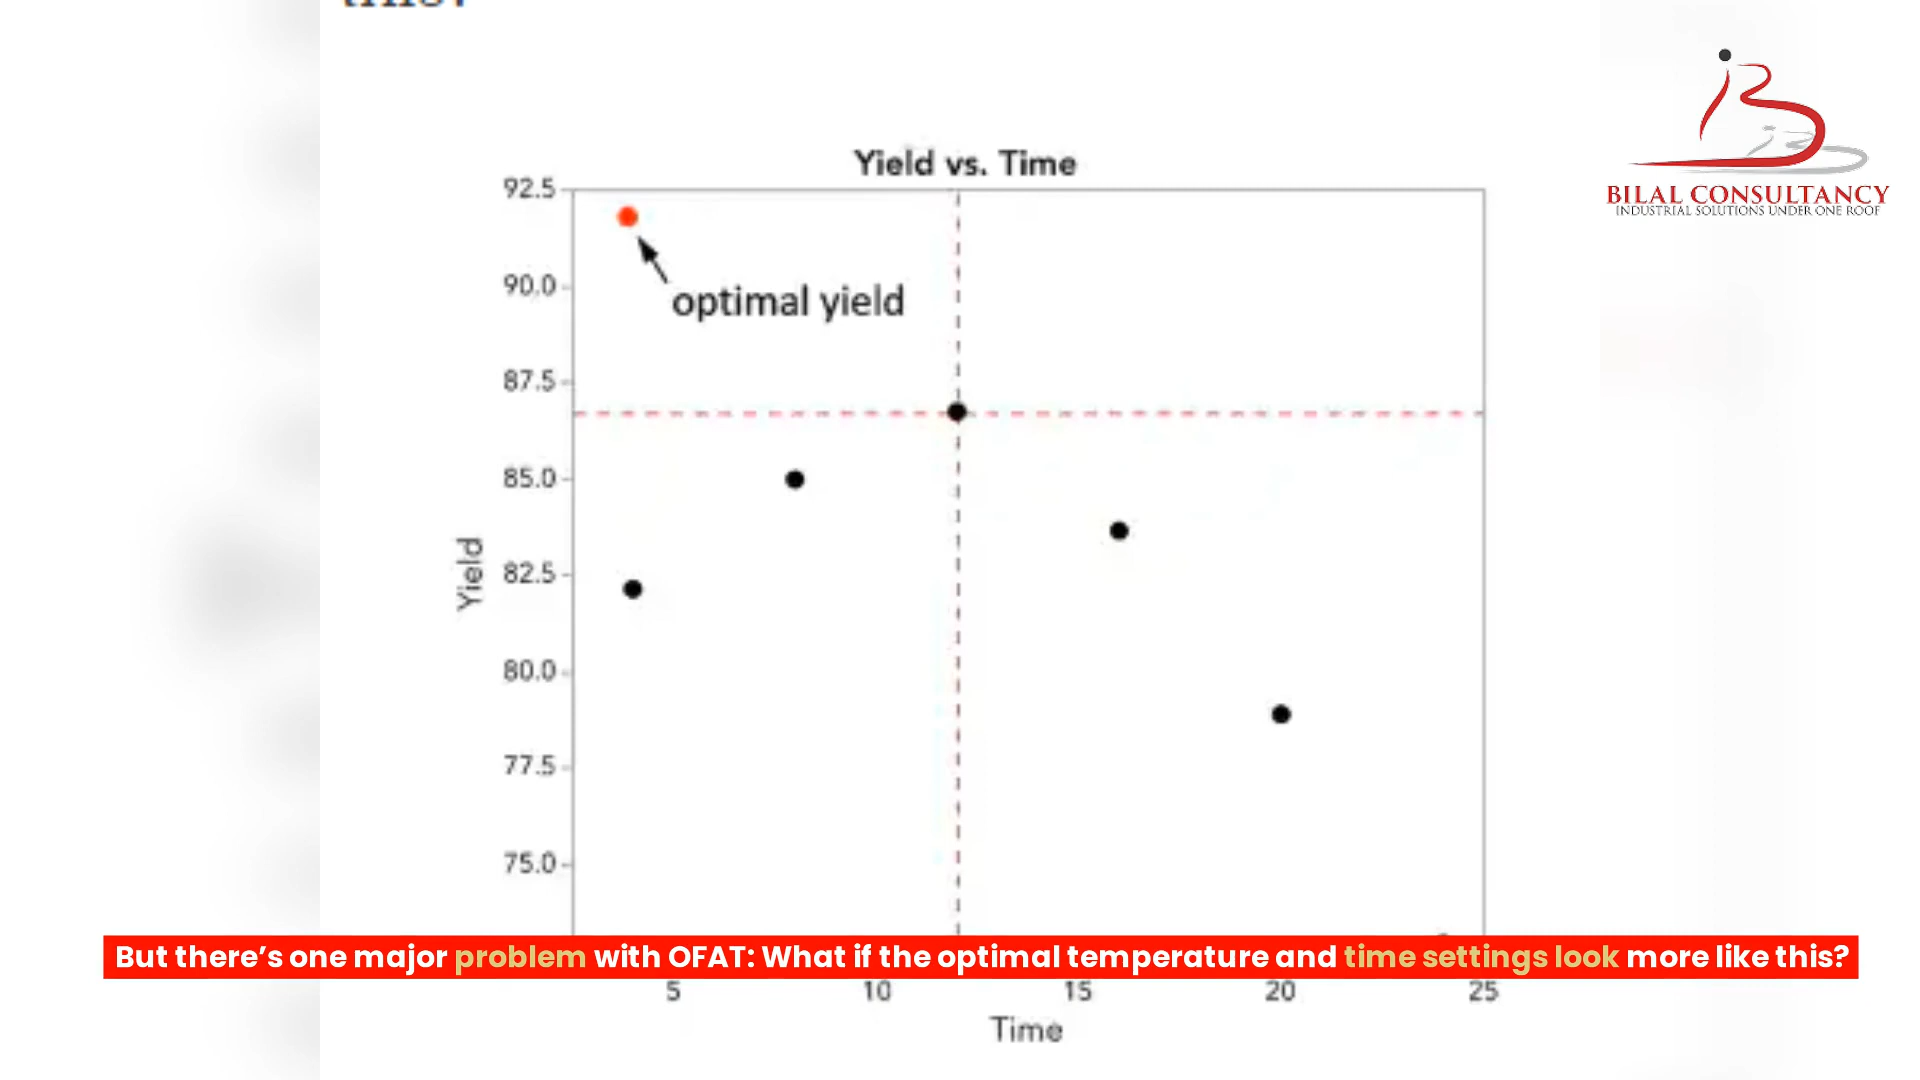 Yield vs. Time
92.5
90.0
87.5
85.0
82.5
80.0
77.5
75.0
Yield
optimal yield
BILAL CONSULTANCY
INDUSTRIAL SOLUTIONS UNDER ONE ROOF
But there's one major problem with OFAT: What if the optimal temperature and time settings look more like this?
5 10 15 20 25
Time